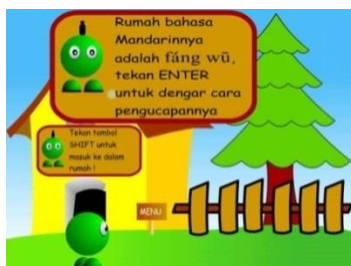 Rumah bahasa
Mandarinnya
adalah fáng wū,
tekan ENTER
untuk dengar cara
pengucapannya
Tekan tombol
SHIFT untuk
masuk ke dalam
rumah !
MENU